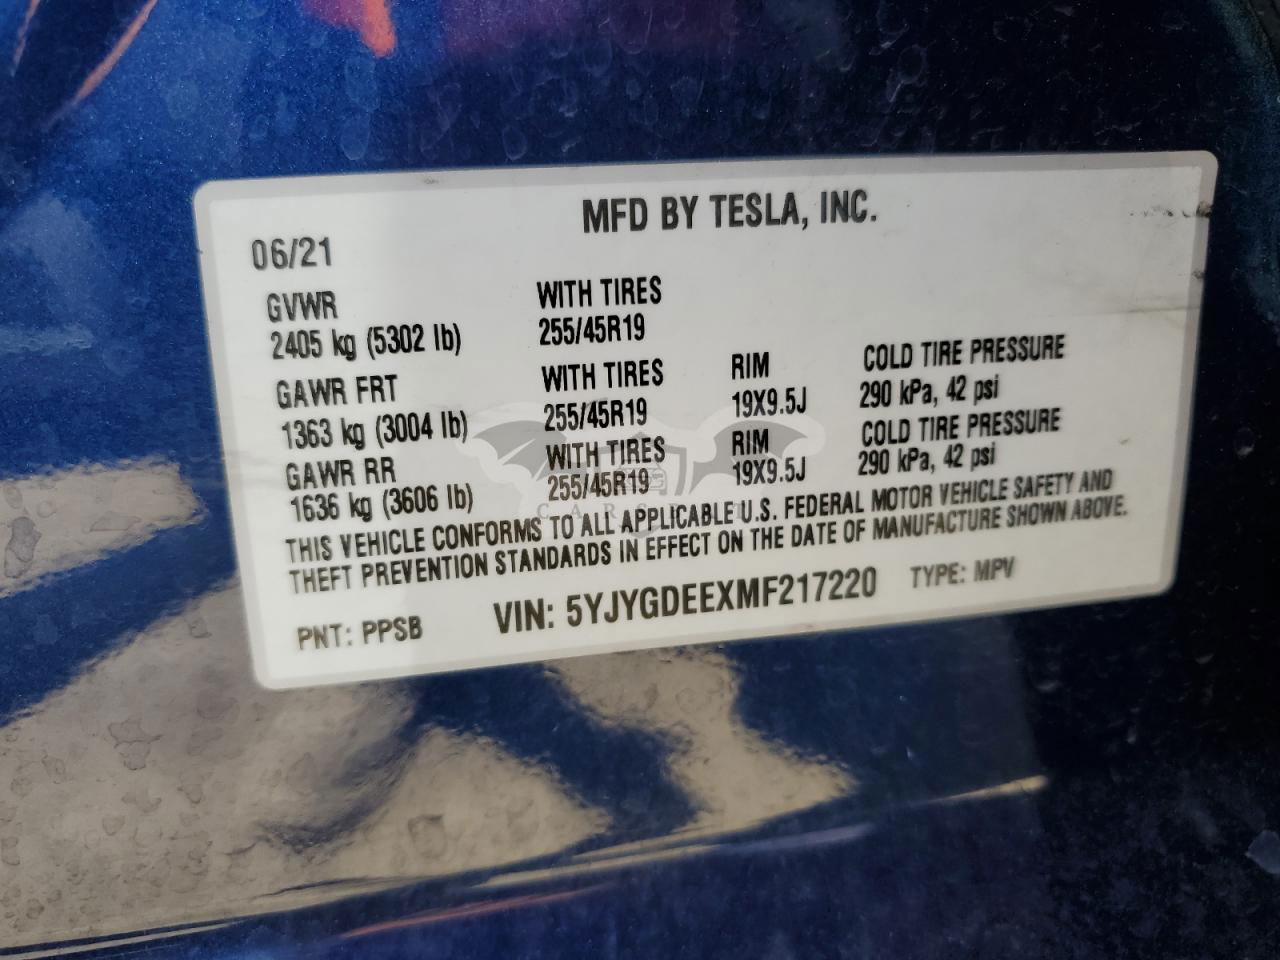 MFD BY TESLA, INC.
06/21
GVWR WITH TIRES
2405 kg (5302 lb) 255/45R19
GAWR FRT WITH TIRES RIM COLD TIRE PRESSURE
1363 kg (3004 lb) 255/45R19 19X9.5J 290 kPa, 42 psi
GAWR RR WITH TIRES RIM COLD TIRE PRESSURE
1636 kg (3606 lb) 255/45R19 19X9.5J 290 kPa, 42 psi
THIS VEHICLE CONFORMS TO ALL APPLICABLE U.S. FEDERAL MOTOR VEHICLE SAFETY AND
THEFT PREVENTION STANDARDS IN EFFECT ON THE DATE OF MANUFACTURE SHOWN ABOVE.
PNT: PPSB VIN: 5YJYGDEEXMF217220 TYPE: MPV